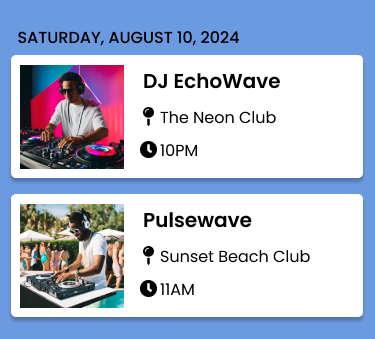 SATURDAY, AUGUST 10, 2024
DJ EchoWave
The Neon Club
10PM
Pulsewave
Sunset Beach Club
11AM